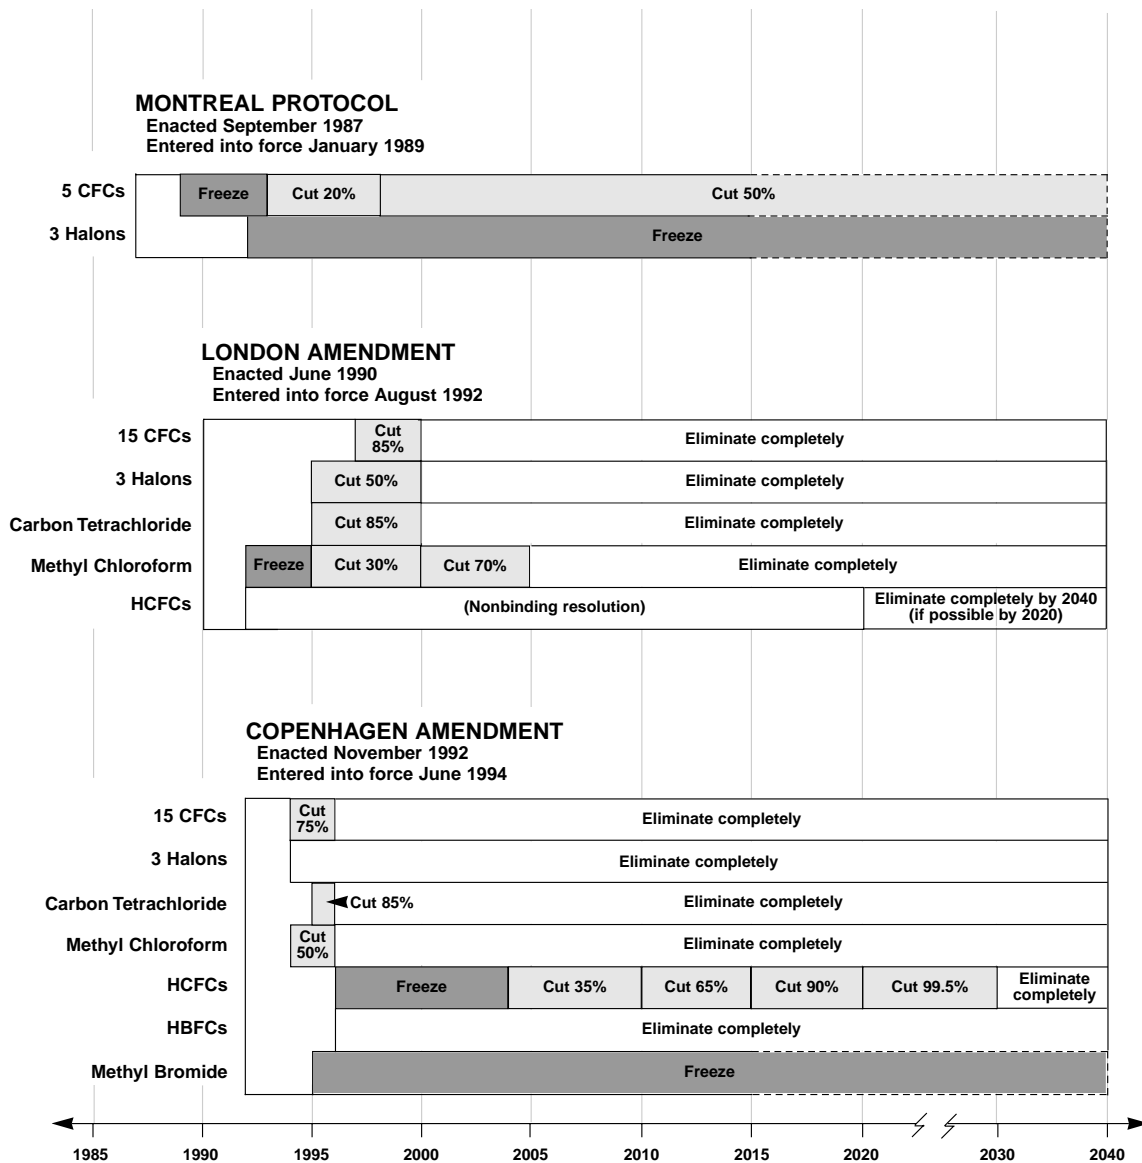 MONTREAL PROTOCOL
Enacted September 1987
Entered into force January 1989
5 CFCs
Freeze
Cut 20%
Cut 50%
3 Halons
Freeze
LONDON AMENDMENT
Enacted June 1990
Entered into force August 1992
15 CFCs
Cut
85%
Eliminate completely
3 Halons
Cut 50%
Eliminate completely
Carbon Tetrachloride
Cut 85%
Eliminate completely
Methyl Chloroform
Freeze
Cut 30%
Cut 70%
Eliminate completely
HCFCs
(Nonbinding resolution)
Eliminate completely by 2040
(if possible by 2020)
COPENHAGEN AMENDMENT
Enacted November 1992
Entered into force June 1994
15 CFCs
Cut
75%
Eliminate completely
3 Halons
Eliminate completely
Carbon Tetrachloride
Cut 85%
Eliminate completely
Methyl Chloroform
Cut
50%
Eliminate completely
HCFCs
Freeze
Cut 35%
Cut 65%
Cut 90%
Cut 99.5%
Eliminate
completely
HBFCs
Eliminate completely
Methyl Bromide
Freeze
1985 1990 1995 2000 2005 2010 2015 2020 2030 2040